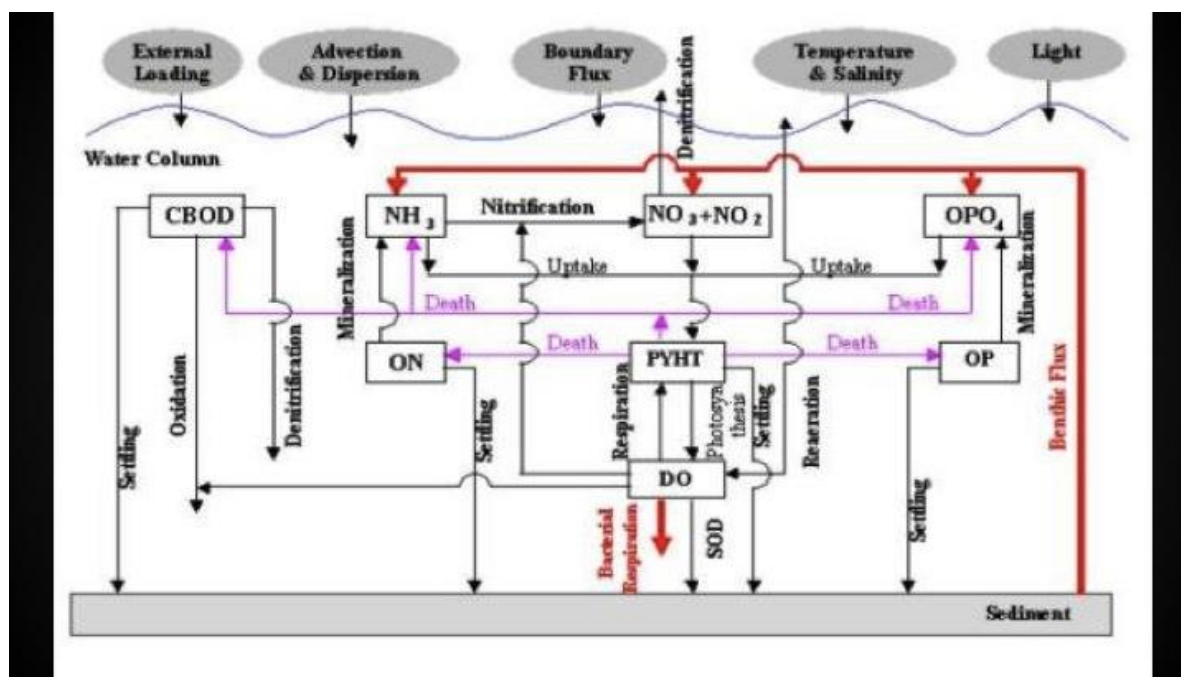 External
Loading
Advection
& Dispersion
Boundary
Flux
Temperature
& Salinity
Light
Denitrification
Water Column
CBOD
NH3
Nitrification
NO3+NO2
OPO4
Mineralization
Uptake
Uptake
Mineralization
Death
Death
ON
Death
PYHT
Death
OP
Settling
Oxidation
Denitrification
Settling
Respiration
Photosya
thesis
Settling
Reaeration
Settling
Benthic Flux
DO
Bacterial
Respiration
SOD
Sediment